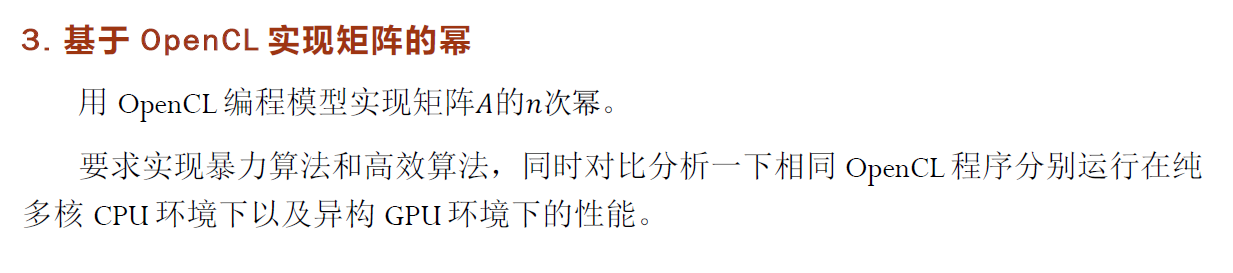 3. 基于 OpenCL 实现矩阵的幂
用 OpenCL 编程模型实现矩阵A的n次幂。
要求实现暴力算法和高效算法，同时对比分析一下相同 OpenCL 程序分别运行在纯
多核 CPU 环境下以及异构 GPU 环境下的性能。